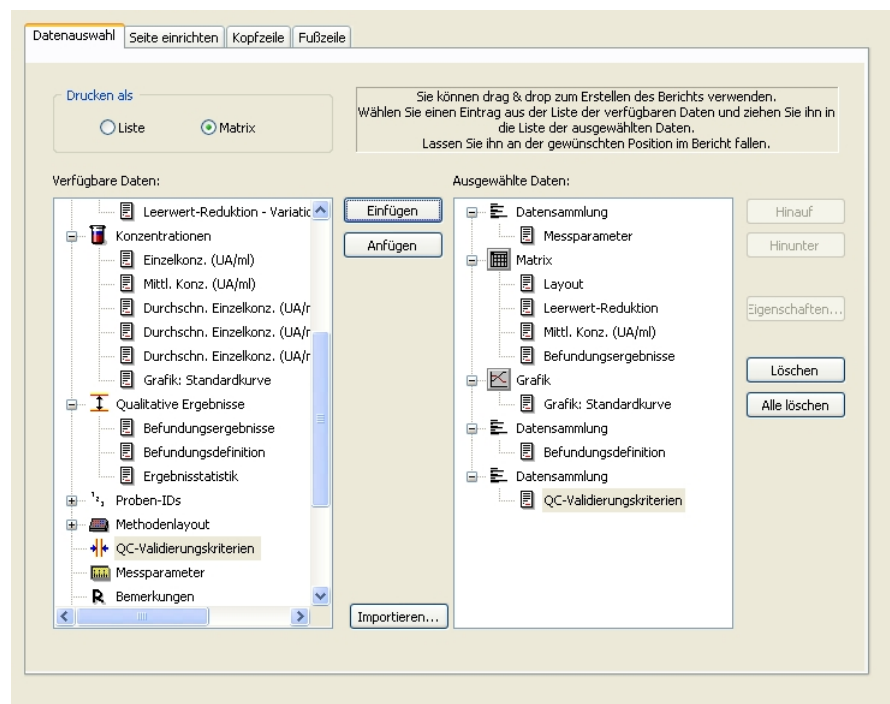 Datenauswahl Seite einrichten Kopfzeile Fußzeile
Drucken als
Liste Matrix
Sie können drag & drop zum Erstellen des Berichts verwenden.
Wählen Sie einen Eintrag aus der Liste der verfügbaren Daten und ziehen Sie ihn in
die Liste der ausgewählten Daten.
Lassen Sie ihn an der gewünschten Position im Bericht fallen.
Verfügbare Daten:
Leerwert-Reduktion - Variatic
Konzentrationen
Einzelkonz. (UA/ml)
Mittl. Konz. (UA/ml)
Durchschn. Einzelkonz. (UA/r
Durchschn. Einzelkonz. (UA/r
Durchschn. Einzelkonz. (UA/r
Grafik: Standardkurve
Qualitative Ergebnisse
Befundungsergebnisse
Befundungsdefinition
Ergebnisstatistik
Proben-IDs
Methodenlayout
QC-Validierungskriterien
Messparameter
Bemerkungen
Einfügen
Anfügen
Importieren...
Ausgewählte Daten:
Datensammlung
Messparameter
Matrix
Layout
Leerwert-Reduktion
Mittl. Konz. (UA/ml)
Befundungsergebnisse
Grafik
Grafik: Standardkurve
Datensammlung
Befundungsdefinition
Datensammlung
QC-Validierungskriterien
Hinauf
Hinunter
Eigenschaften...
Löschen
Alle löschen